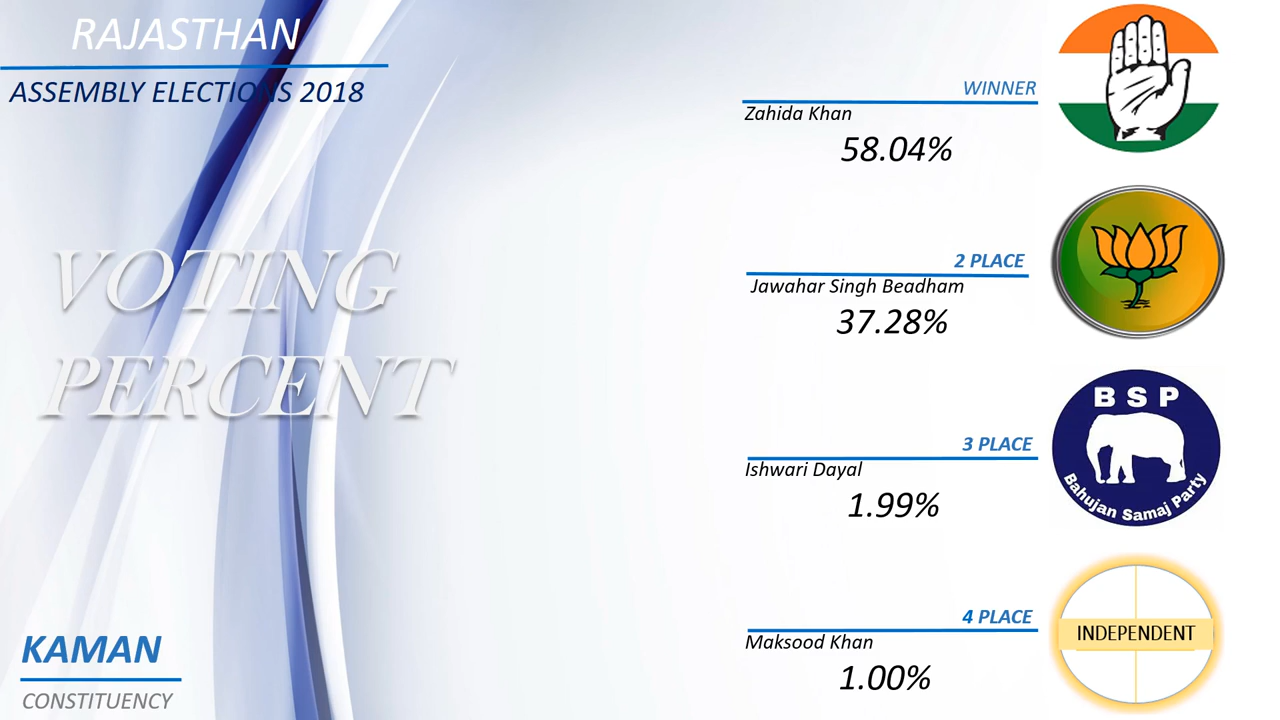 RAJASTHAN
ASSEMBLY ELECTIONS 2018
VOTING
PERCENT
KAMAN
CONSTITUENCY
WINNER
Zahida Khan
58.04%
2 PLACE
Jawahar Singh Beadham
37.28%
3 PLACE
Ishwari Dayal
1.99%
BSP
Bahujan Samaj Party
4 PLACE
Maksood Khan
1.00%
INDEPENDENT